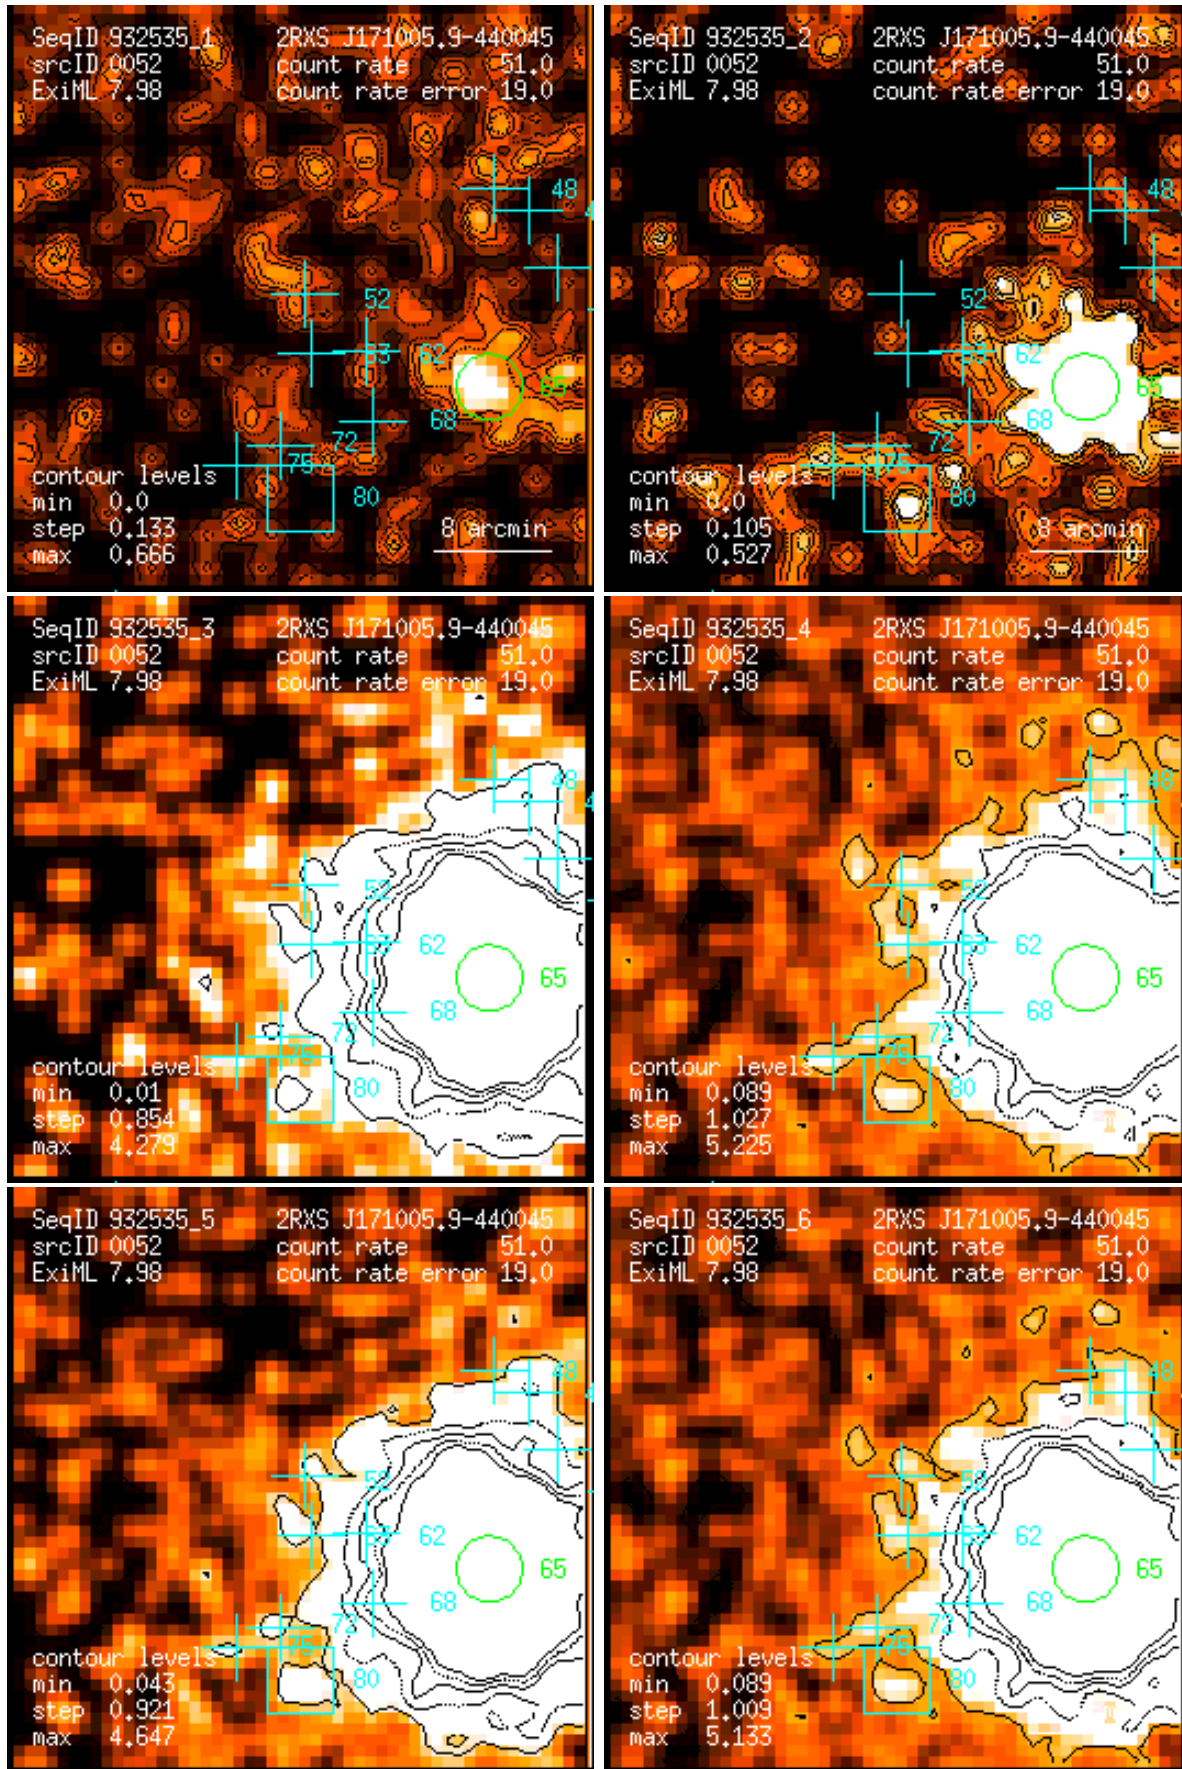 SeqID 932535_1 2RXS J171005.9-440045
srcID 0052 count rate 51.0
ExiML 7.98 count rate error 19.0
48
52
62
65
68
72
75
contour levels
min 0.0
80
step 0.133
8 arcmin
max 0.666
SeqID 932535_2 2RXS J171005.9-440045
srcID 0052 count rate 51.0
ExiML 7.98 count rate error 19.0
48
52
62
65
68
72
75
contour levels
min 0.0
80
step 0.105
8 arcmin
max 0.527
SeqID 932535_3 2RXS J171005.9-440045
srcID 0052 count rate 51.0
ExiML 7.98 count rate error 19.0
48
52
62
65
68
72
75
contour levels
min 0.01
80
step 0.854
max 4.279
SeqID 932535_4 2RXS J171005.9-440045
srcID 0052 count rate 51.0
ExiML 7.98 count rate error 19.0
48
52
62
65
68
72
75
contour levels
min 0.089
80
step 1.027
max 5.225
SeqID 932535_5 2RXS J171005.9-440045
srcID 0052 count rate 51.0
ExiML 7.98 count rate error 19.0
48
52
62
65
68
72
75
contour levels
min 0.043
80
step 0.921
max 4.647
SeqID 932535_6 2RXS J171005.9-440045
srcID 0052 count rate 51.0
ExiML 7.98 count rate error 19.0
48
52
62
65
68
72
75
contour levels
min 0.089
80
step 1.009
max 5.133